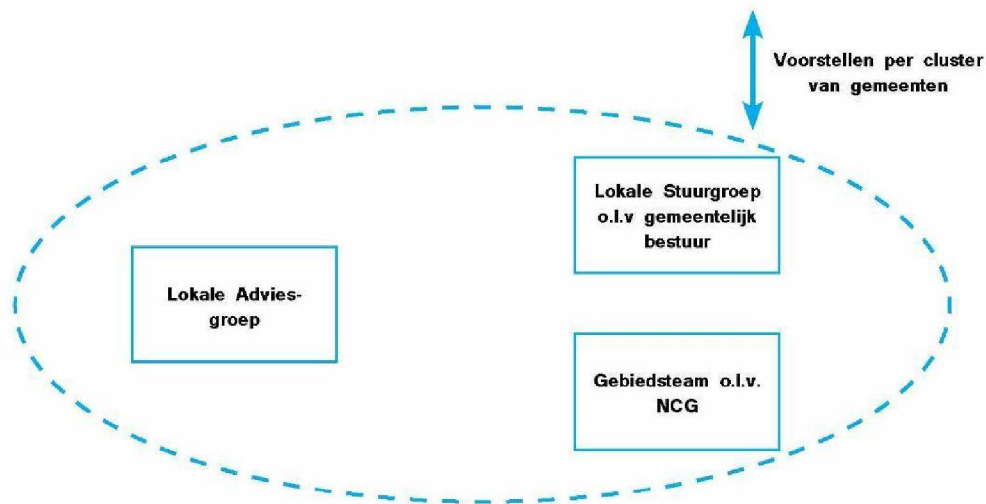 Voorstellen per cluster
van gemeenten
Lokale Stuurgroep
o.l.v gemeentelijk
bestuur
Lokale Advies-
groep
Gebiedsteam o.l.v.
NCG